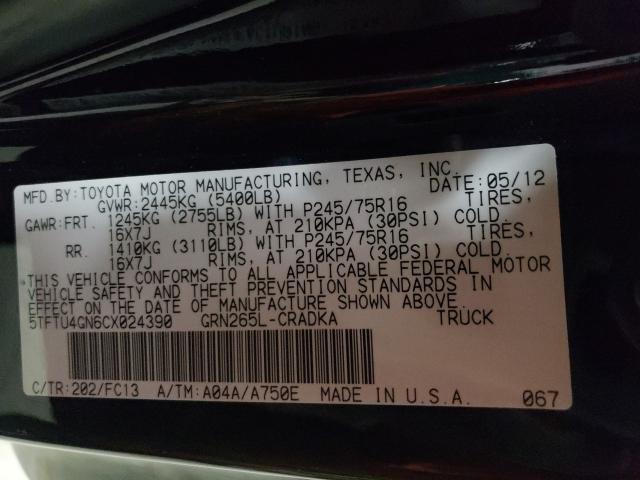 MFD.BY:TOYOTA MOTOR MANUFACTURING, TEXAS, INC.
GVWR:2445KG (5400LB) DATE:05/12
GAWR:FRT. 1245KG (2755LB) WITH P245/75R16 TIRES,
16X7J RIMS, AT 210KPA (30PSI) COLD.
RR. 1410KG (3110LB) WITH P245/75R16 TIRES,
16X7J RIMS, AT 210KPA (30PSI) COLD.
THIS VEHICLE CONFORMS TO ALL APPLICABLE FEDERAL MOTOR
VEHICLE SAFETY AND THEFT PREVENTION STANDARDS IN
EFFECT ON THE DATE OF MANUFACTURE SHOWN ABOVE.
5TFTU4GN6CX024390 GRN265L-CRADKA TRUCK
C/TR:202/FC13 A/TM:A04A/A750E MADE IN U.S.A. 067